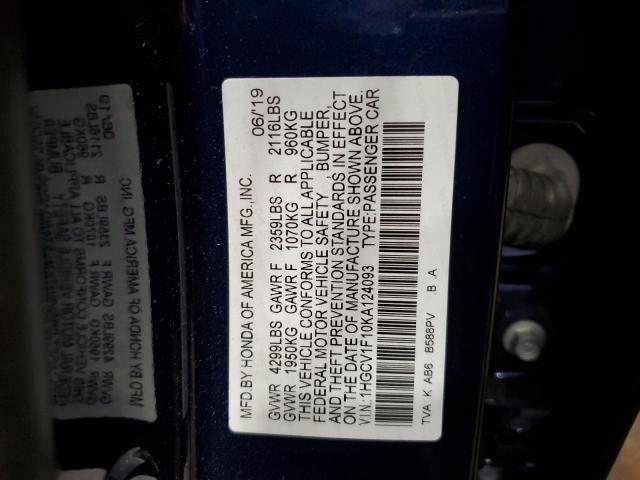 MFD.BY HONDA OF AMERICA MFG.,INC. 06/'19
GVWR 4299LBS GAWR F 2359LBS R 2116LBS
GVWR 1950KG GAWR F 1070KG R 960KG
THIS VEHICLE CONFORMS TO ALL APPLICABLE
FEDERAL MOTOR VEHICLE SAFETY , BUMPER,
AND THEFT PREVENTION STANDARDS IN EFFECT
ON THE DATE OF MANUFACTURE SHOWN ABOVE.
V.I.N.:1HGCV1F10KA124093 TYPE:PASSENGER CAR
TVA K AB6 B588PV .B .A